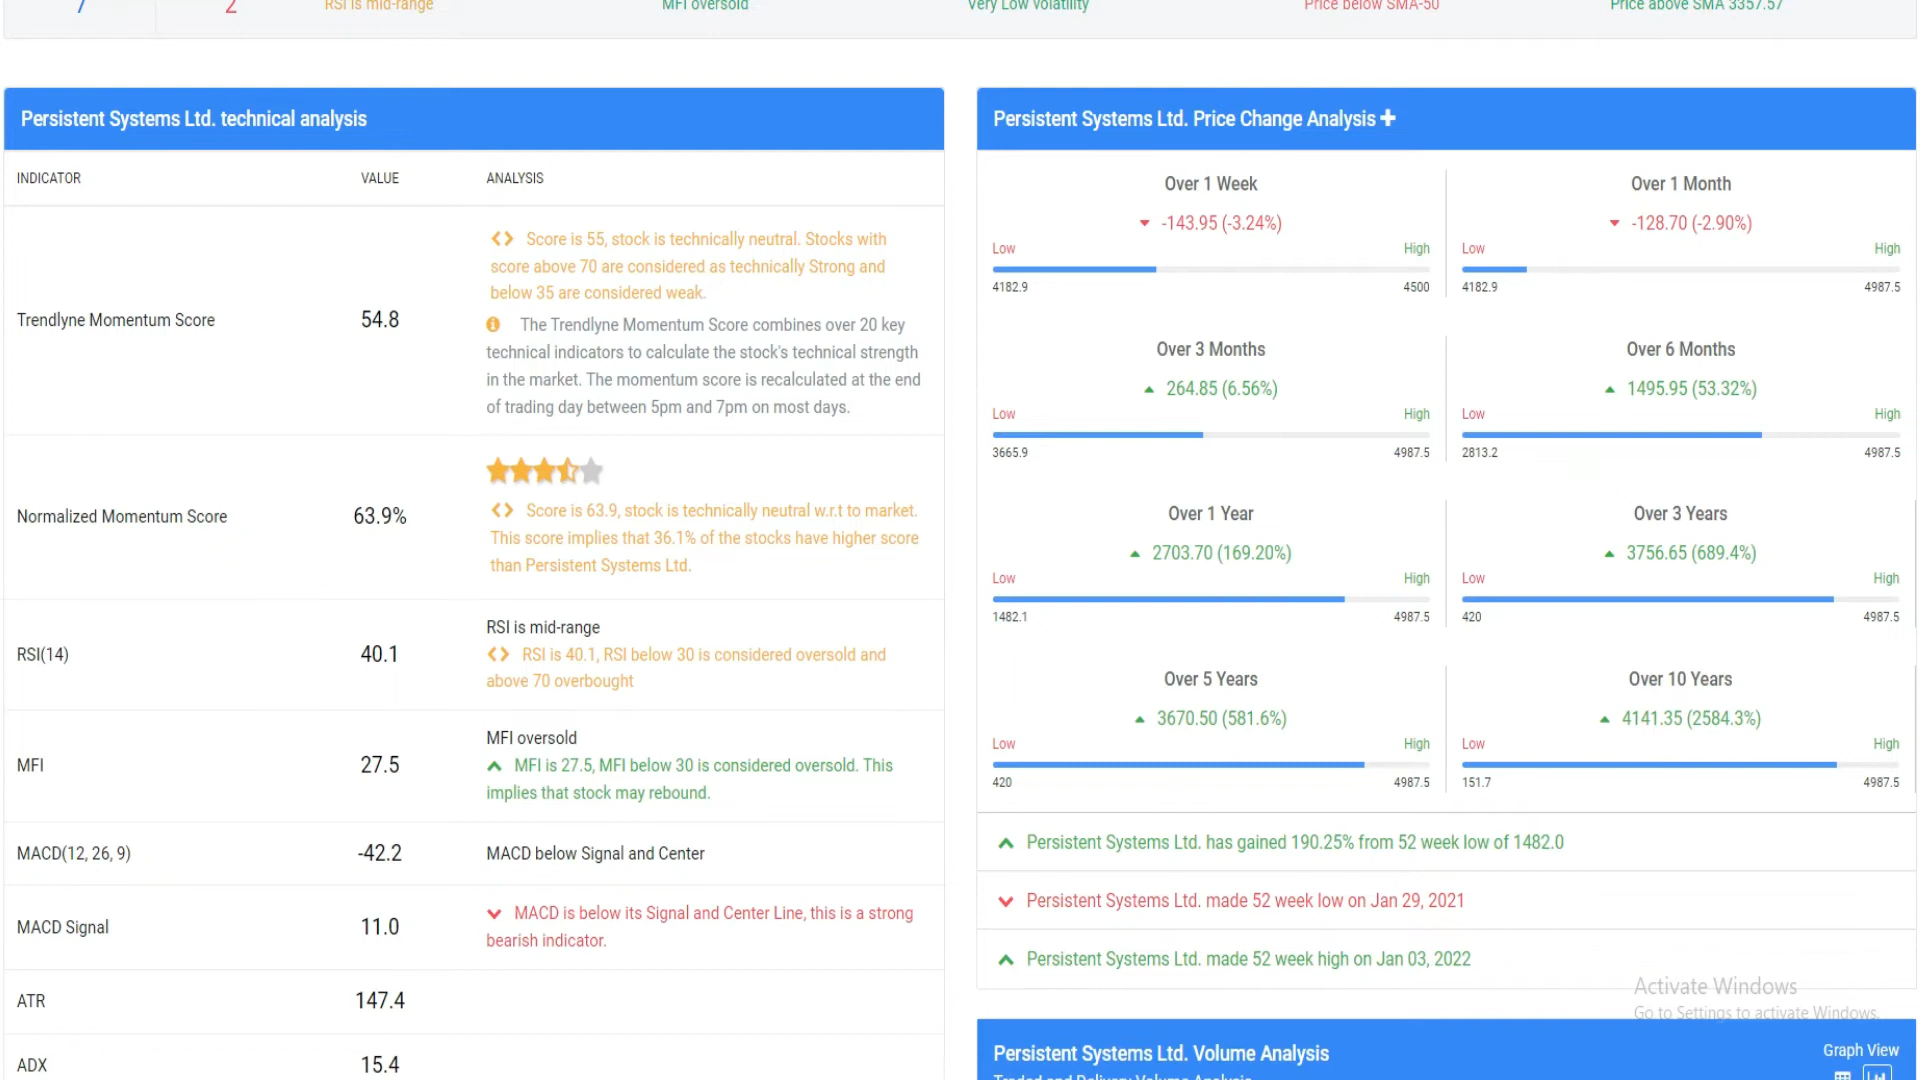 7
2
RSI is mid-range
MFI oversold
Very Low volatility
Price below SMA-50
Price above SMA 3357.57
Persistent Systems Ltd. technical analysis
INDICATOR VALUE ANALYSIS
Trendlyne Momentum Score 54.8
Score is 55, stock is technically neutral. Stocks with
score above 70 are considered as technically Strong and
below 35 are considered weak.
The Trendlyne Momentum Score combines over 20 key
technical indicators to calculate the stock's technical strength
in the market. The momentum score is recalculated at the end
of trading day between 5pm and 7pm on most days.
Normalized Momentum Score 63.9%
Score is 63.9, stock is technically neutral w.r.t to market.
This score implies that 36.1% of the stocks have higher score
than Persistent Systems Ltd.
RSI(14) 40.1
RSI is mid-range
RSI is 40.1, RSI below 30 is considered oversold and
above 70 overbought
MFI 27.5
MFI oversold
MFI is 27.5, MFI below 30 is considered oversold. This
implies that stock may rebound.
MACD(12, 26, 9) -42.2 MACD below Signal and Center
MACD Signal 11.0
MACD is below its Signal and Center Line, this is a strong
bearish indicator.
ATR 147.4
ADX 15.4
Persistent Systems Ltd. Price Change Analysis
Over 1 Week
-143.95 (-3.24%)
Low High
4182.9 4500
Over 1 Month
-128.70 (-2.90%)
Low High
4182.9 4987.5
Over 3 Months
264.85 (6.56%)
Low High
3665.9 4987.5
Over 6 Months
1495.95 (53.32%)
Low High
2813.2 4987.5
Over 1 Year
2703.70 (169.20%)
Low High
1482.1 4987.5
Over 3 Years
3756.65 (689.4%)
Low High
420 4987.5
Over 5 Years
3670.50 (581.6%)
Low High
420 4987.5
Over 10 Years
4141.35 (2584.3%)
Low High
151.7 4987.5
Persistent Systems Ltd. has gained 190.25% from 52 week low of 1482.0
Persistent Systems Ltd. made 52 week low on Jan 29, 2021
Persistent Systems Ltd. made 52 week high on Jan 03, 2022
Activate Windows
Go to Settings to activate Windows.
Persistent Systems Ltd. Volume Analysis
Graph View
Traded and Delivery Volume Analysis